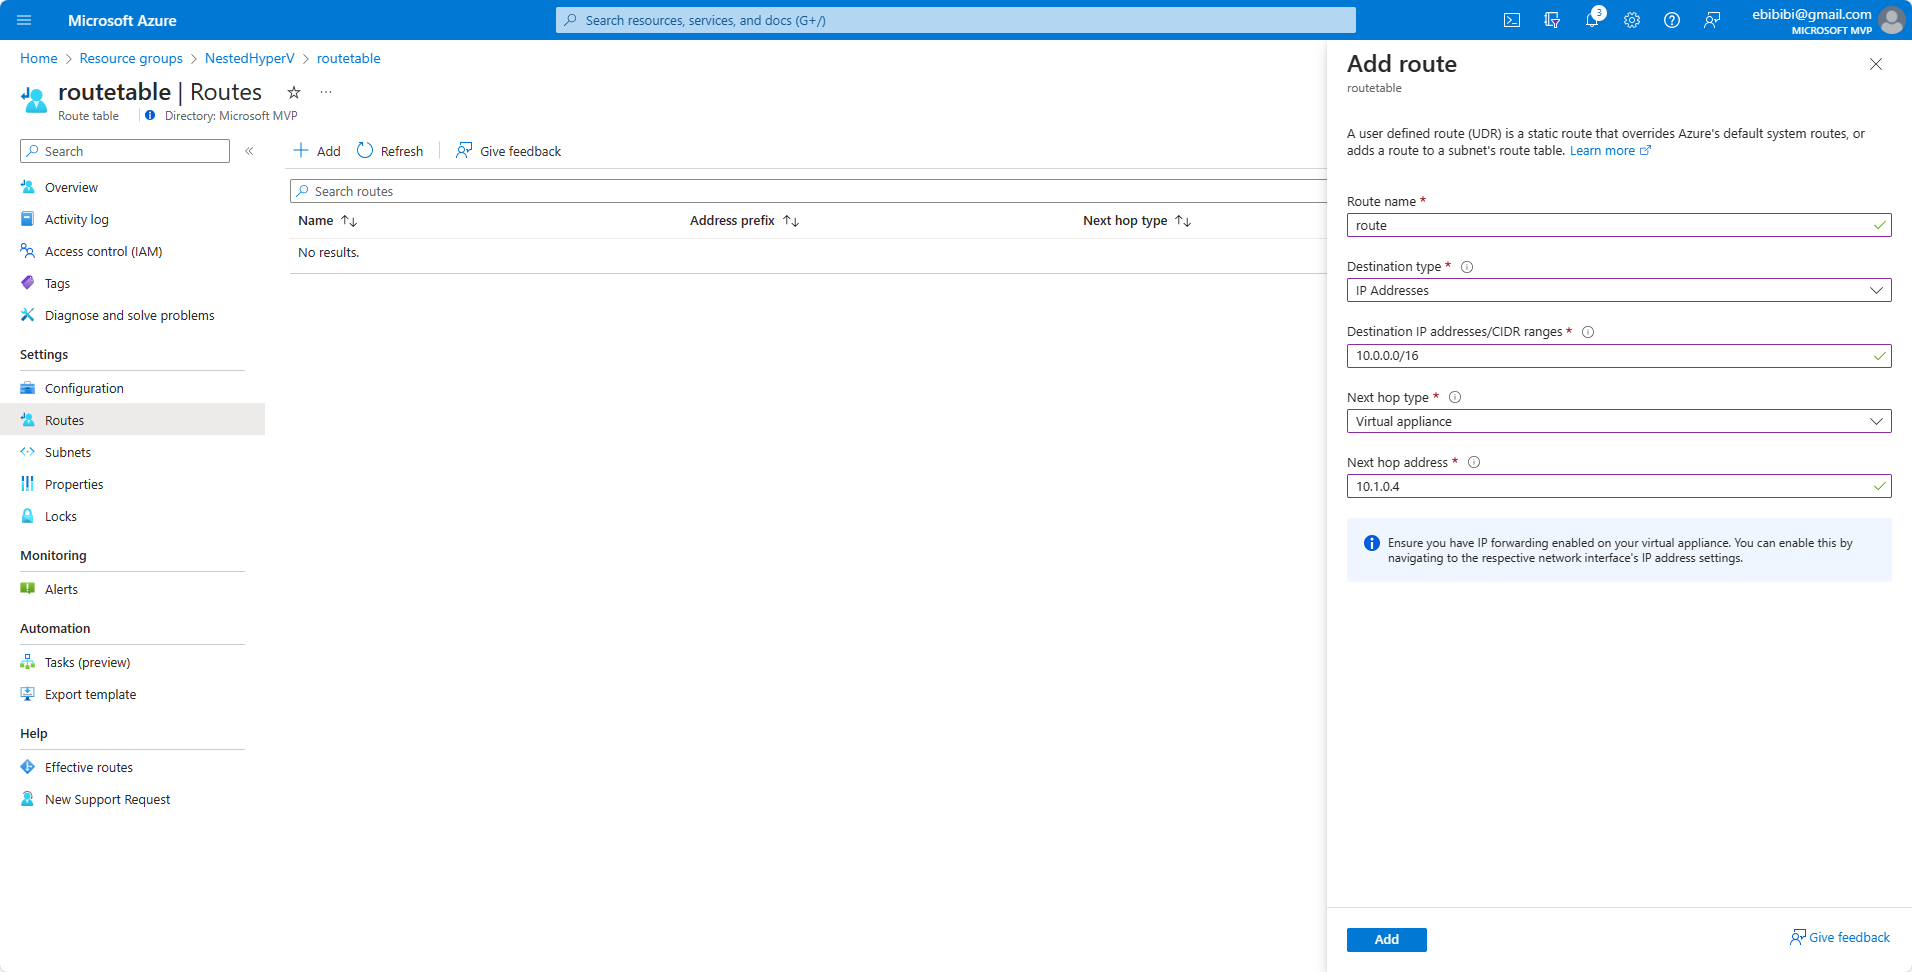 Microsoft Azure
Search resources, services, and docs (G+/)
3
ebibibi@gmail.com
MICROSOFT MVP
Home > Resource groups > NestedHyperV > routetable
routetable | Routes
Route table
Directory: Microsoft MVP
Search
Overview
Activity log
Access control (IAM)
Tags
Diagnose and solve problems
Settings
Configuration
Routes
Subnets
Properties
Locks
Monitoring
Alerts
Automation
Tasks (preview)
Export template
Help
Effective routes
New Support Request
Add Refresh Give feedback
Search routes
Name Address prefix Next hop type
No results.
Add route
routetable
A user defined route (UDR) is a static route that overrides Azure's default system routes, or
adds a route to a subnet's route table. Learn more
Route name *
route
Destination type *
IP Addresses
Destination IP addresses/CIDR ranges *
10.0.0.0/16
Next hop type *
Virtual appliance
Next hop address *
10.1.0.4
Ensure you have IP forwarding enabled on your virtual appliance. You can enable this by
navigating to the respective network interface's IP address settings.
Add
Give feedback